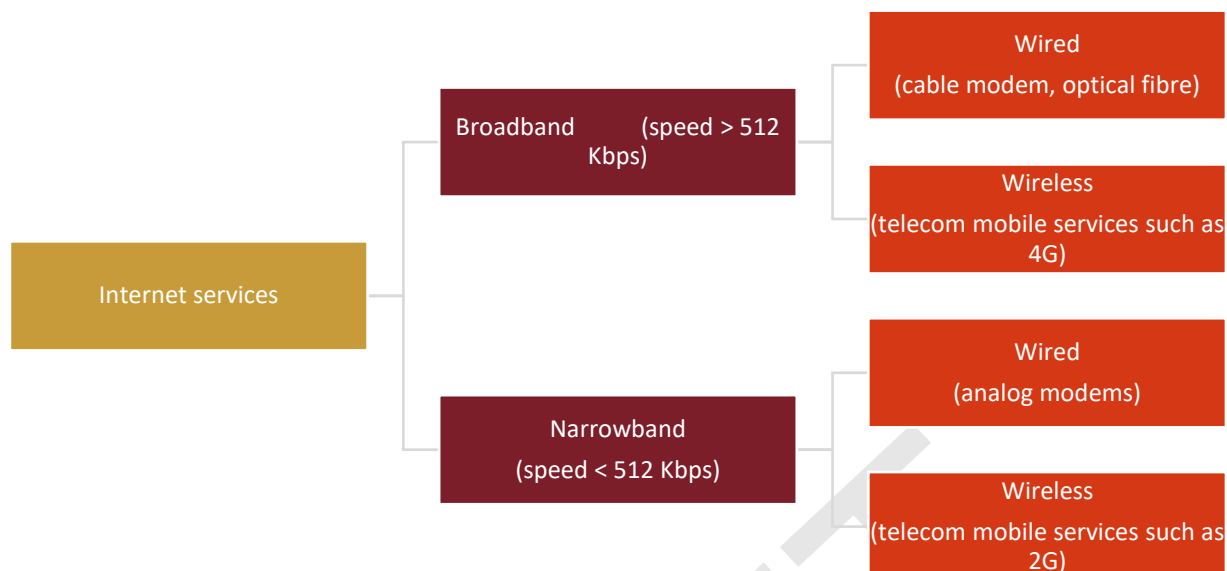 Internet services
Broadband (speed > 512
Kbps)
Wired
(cable modem, optical fibre)
Wireless
(telecom mobile services such as
4G)
Narrowband
(speed < 512 Kbps)
Wired
(analog modems)
Wireless
(telecom mobile services such as
2G)